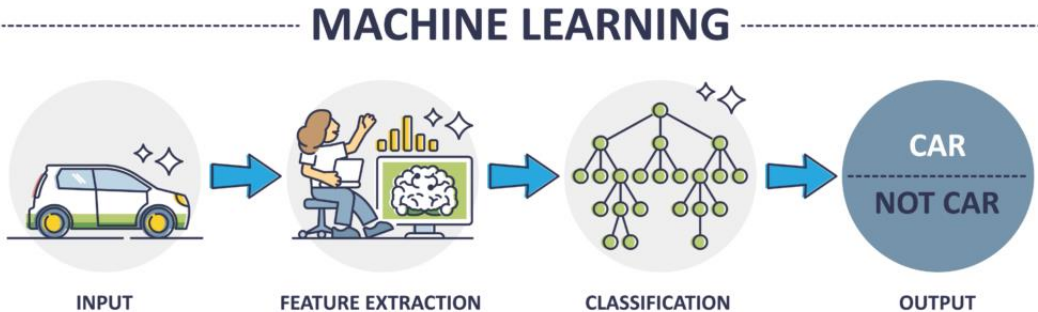 MACHINE LEARNING
CAR
NOT CAR
INPUT
FEATURE EXTRACTION
CLASSIFICATION
OUTPUT